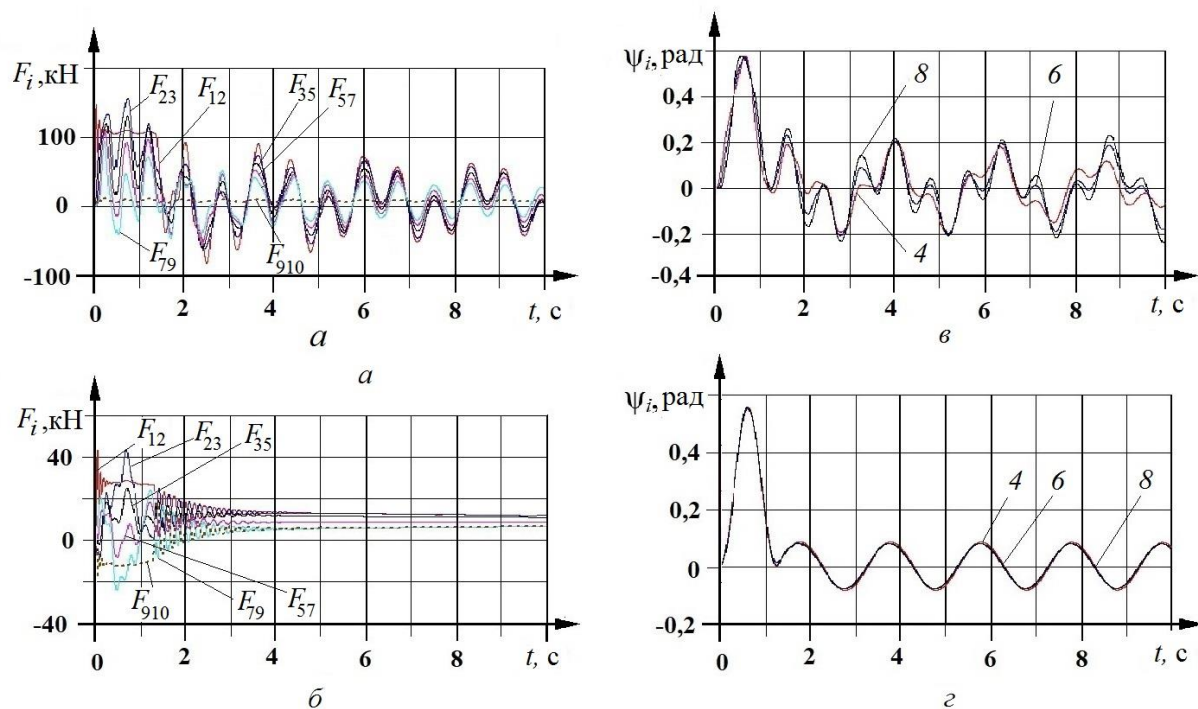 F_i ,кН
F_23
F_12
F_35
F_57
100
0
-100
F_79
F_910
0 2 4 6 8 t, с
а
а
F_i ,кН
F_12
F_23
F_35
40
0
-40
F_910
F_79
F_57
0 2 4 6 8 t, с
б
ψ_i, рад
8
6
0,4
0,2
0
-0,2
-0,4
4
0 2 4 6 8 t, с
в
ψ_i, рад
0,4
4
6
8
0,2
0
-0,2
0 2 4 6 8 t, с
г